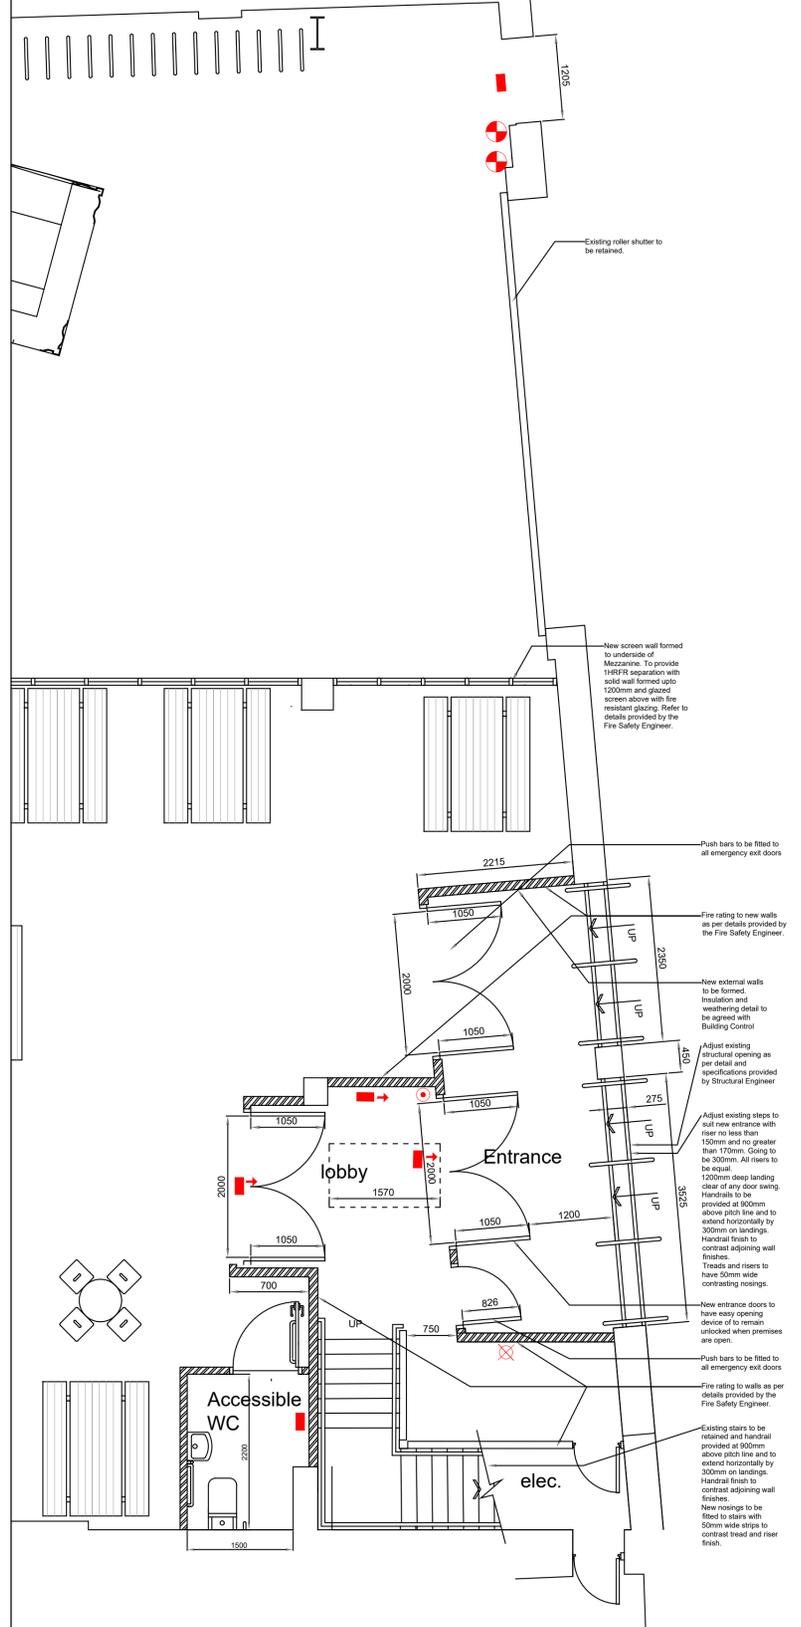 1205
Existing roller shutter to
be retained.
New screen wall formed
to underside of
Mezzanine. To provide
1HRFR separation with
solid wall formed upto
1200mm and glazed
screen above with fire
resistant glazing. Refer to
details provided by the
Fire Safety Engineer.
Push bars to be fitted to
all emergency exit doors
2215
1050
Fire rating to new walls
as per details provided by
the Fire Safety Engineer.
UP
2350
2000
New external walls
to be formed.
Insulation and
weathering detail to
be agreed with
Building Control
UP
1050
450
Adjust existing
structural opening as
per detail and
specifications provided
by Structural Engineer
1050
275
1050
UP
Adjust existing steps to
suit new entrance with
riser no less than
150mm and no greater
than 170mm. Going to
be 300mm. All risers to
be equal.
1200mm deep landing
clear of any door swing.
Handrails to be
provided at 900mm
above pitch line and to
extend horizontally by
300mm on landings.
Handrail finish to
contrast adjoining wall
finishes.
Treads and risers to
have 50mm wide
contrasting nosings.
2000
lobby
2000
Entrance
1570
UP
3525
1050
1200
1050
700
826
New entrance doors to
have easy opening
device of to remain
unlocked when premises
are open.
UP
750
Push bars to be fitted to
all emergency exit doors
Fire rating to walls as per
details provided by the
Fire Safety Engineer.
Accessible
WC
2200
elec.
Existing stairs to be
retained and handrail
provided at 900mm
above pitch line and to
extend horizontally by
300mm on landings.
Handrail finish to
contrast adjoining wall
finishes.
New nosings to be
fitted to stairs with
50mm wide strips to
contrast tread and riser
finish.
1500